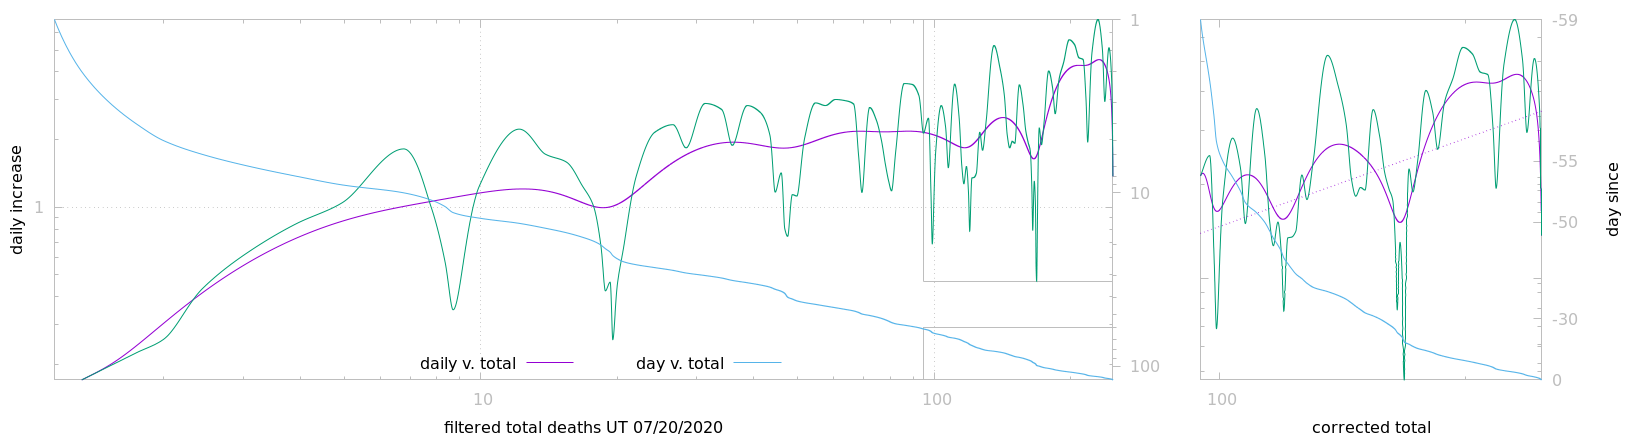 1
-59
-55
10
-50
-30
100
0
1
10
100
100
daily increase
day since
daily v. total
day v. total
filtered total deaths UT 07/20/2020
corrected total